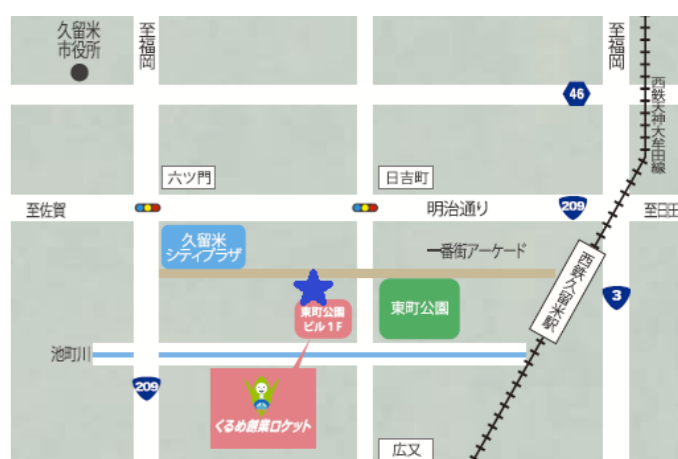 久留米
市役所
至福岡
至福岡
46
西鉄天神大牟田線
六ツ門
日吉町
至佐賀
明治通り
209
至日田
久留米
シティプラザ
一番街アーケード
西鉄久留米駅
東町公園
3
東町公園
ビル1F
池町川
209
くるめ創業ロケット
広又